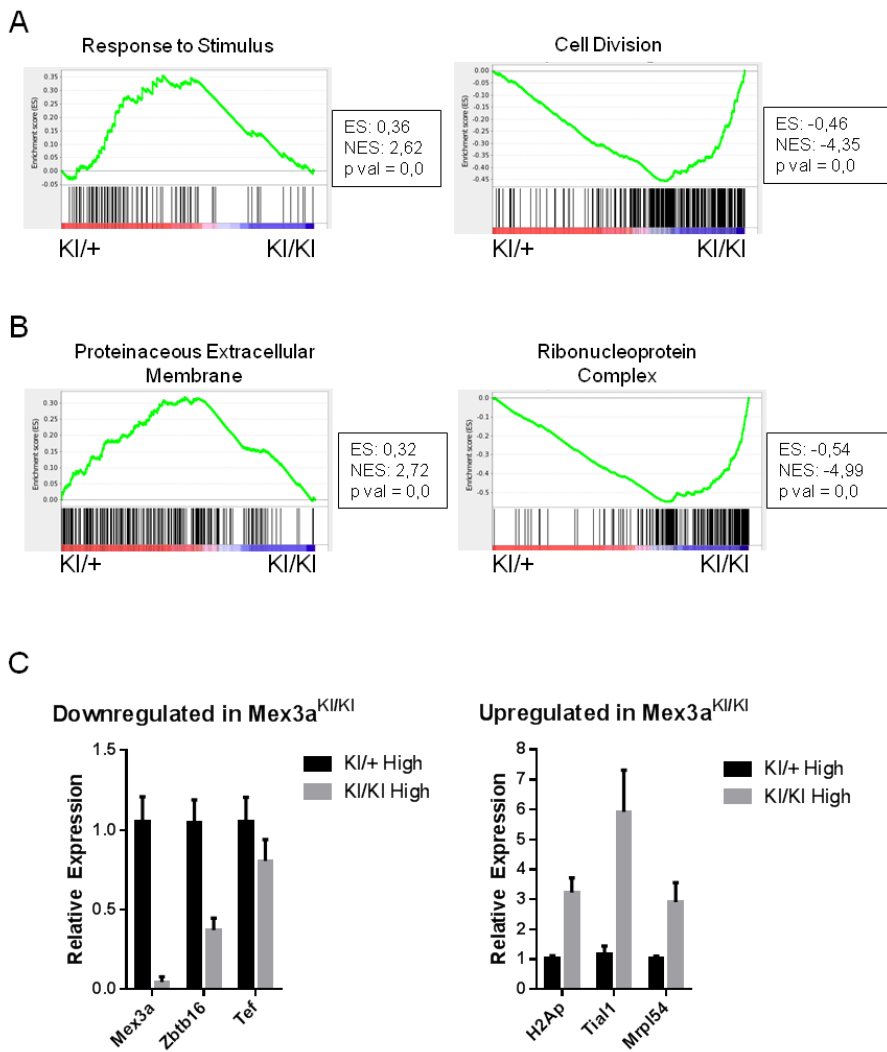 A
Response to Stimulus
Enrichment score (ES)
0.35
0.30
0.25
0.20
0.15
0.10
0.05
0.00
-0.05
KI/+
KI/KI
ES: 0,36
NES: 2,62
p val = 0,0
Cell Division
Enrichment score (ES)
0.00
-0.05
-0.10
-0.15
-0.20
-0.25
-0.30
-0.35
-0.40
-0.45
KI/+
KI/KI
ES: -0,46
NES: -4,35
p val = 0,0
B
Proteinaceous Extracellular
Membrane
Enrichment score (ES)
0.30
0.25
0.20
0.15
0.10
0.05
0.00
KI/+
KI/KI
ES: 0,32
NES: 2,72
p val = 0,0
Ribonucleoprotein
Complex
Enrichment score (ES)
0.0
-0.1
-0.2
-0.3
-0.4
-0.5
KI/+
KI/KI
ES: -0,54
NES: -4,99
p val = 0,0
C
Downregulated in Mex3aKI/KI
Relative Expression
1.5
1.0
0.5
0.0
Mex3a
Zbtb16
Tef
KI/+ High
KI/KI High
Upregulated in Mex3aKI/KI
Relative Expression
8
7
6
5
4
3
2
1
0
H2Ap
Tial1
Mrpl54
KI/+ High
KI/KI High